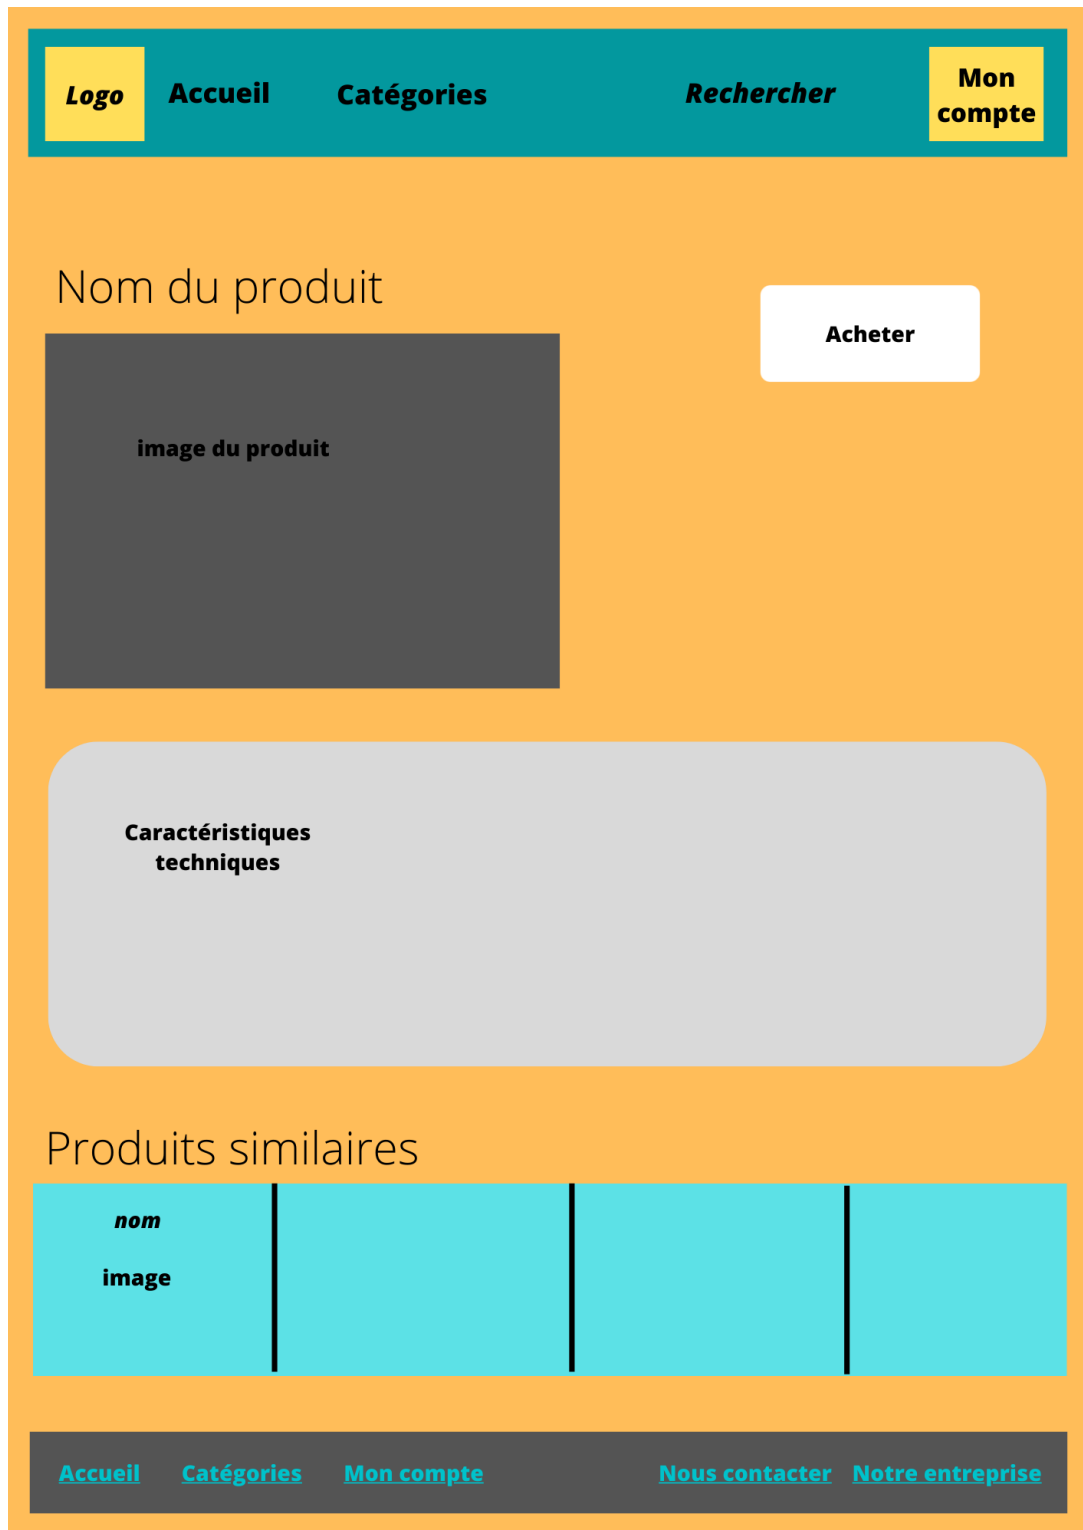 Logo
Accueil
Catégories
Rechercher
Mon
compte
Nom du produit
Acheter
image du produit
Caractéristiques
techniques
Produits similaires
nom
image
Accueil
Catégories
Mon compte
Nous contacter
Notre entreprise